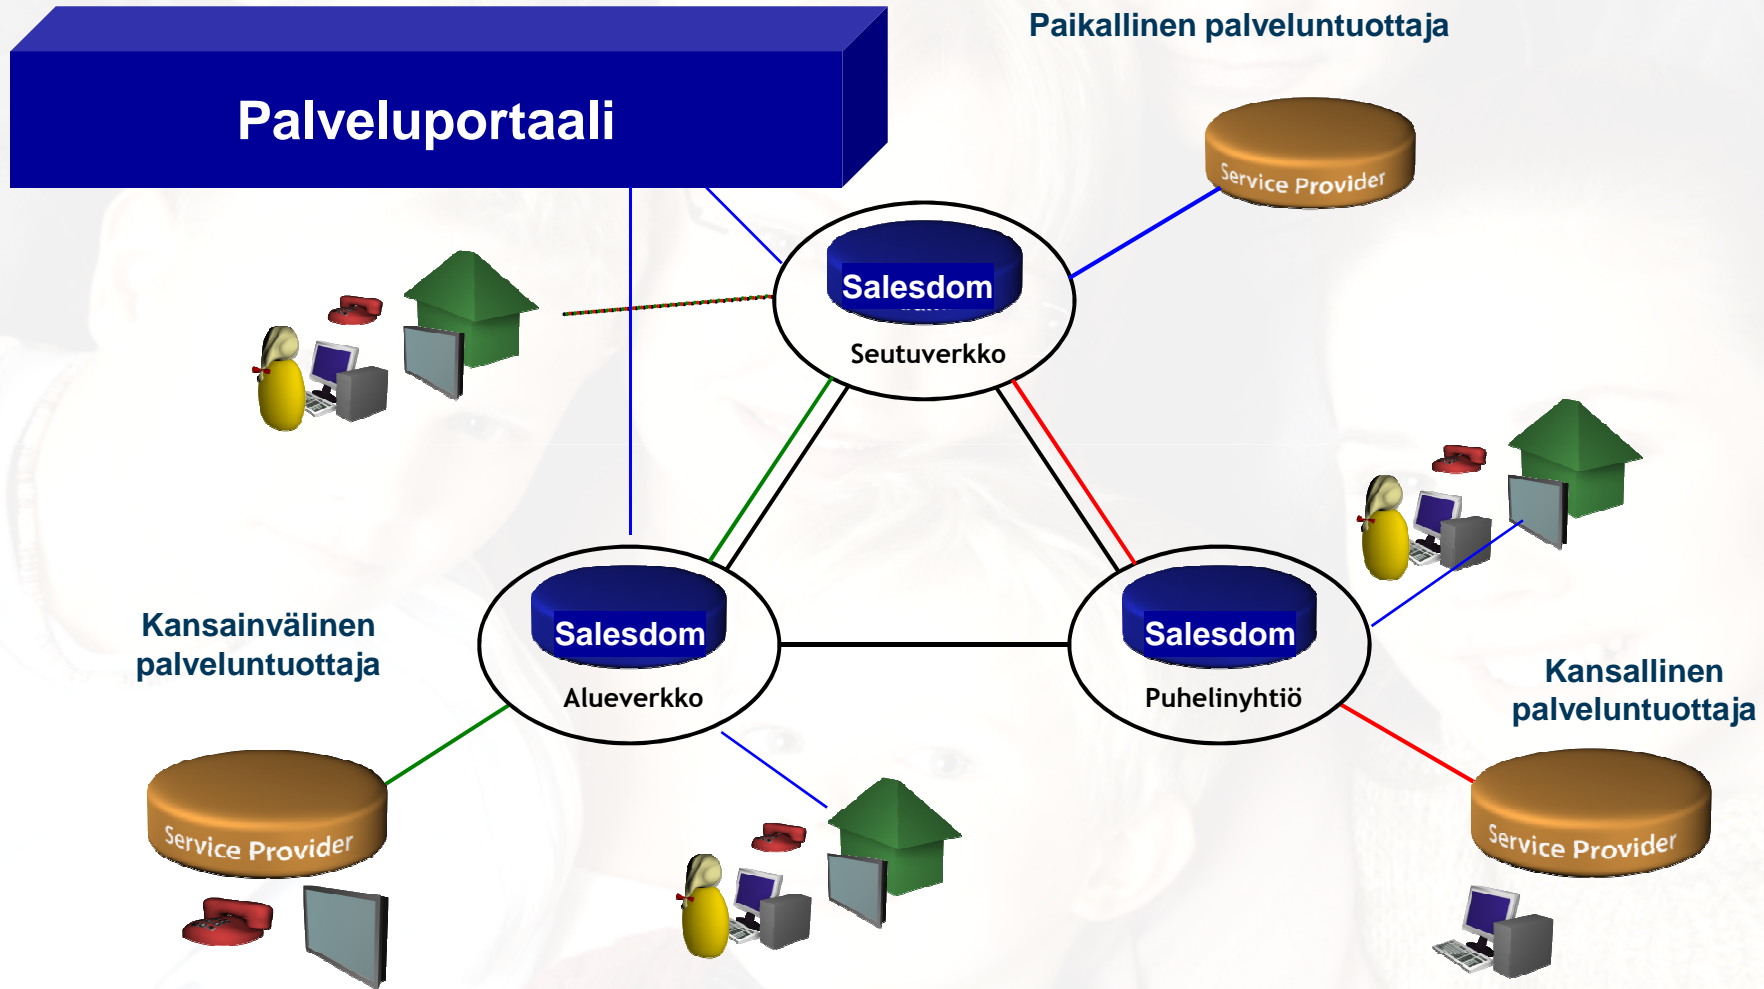 Paikallinen palveluntuottaja
Palveluportaali
Service Provider
Salesdom
Seutuverkko
Salesdom
Alueverkko
Salesdom
Puhelinyhtiö
Kansainvälinen
palveluntuottaja
Kansallinen
palveluntuottaja
Service Provider
Service Provider